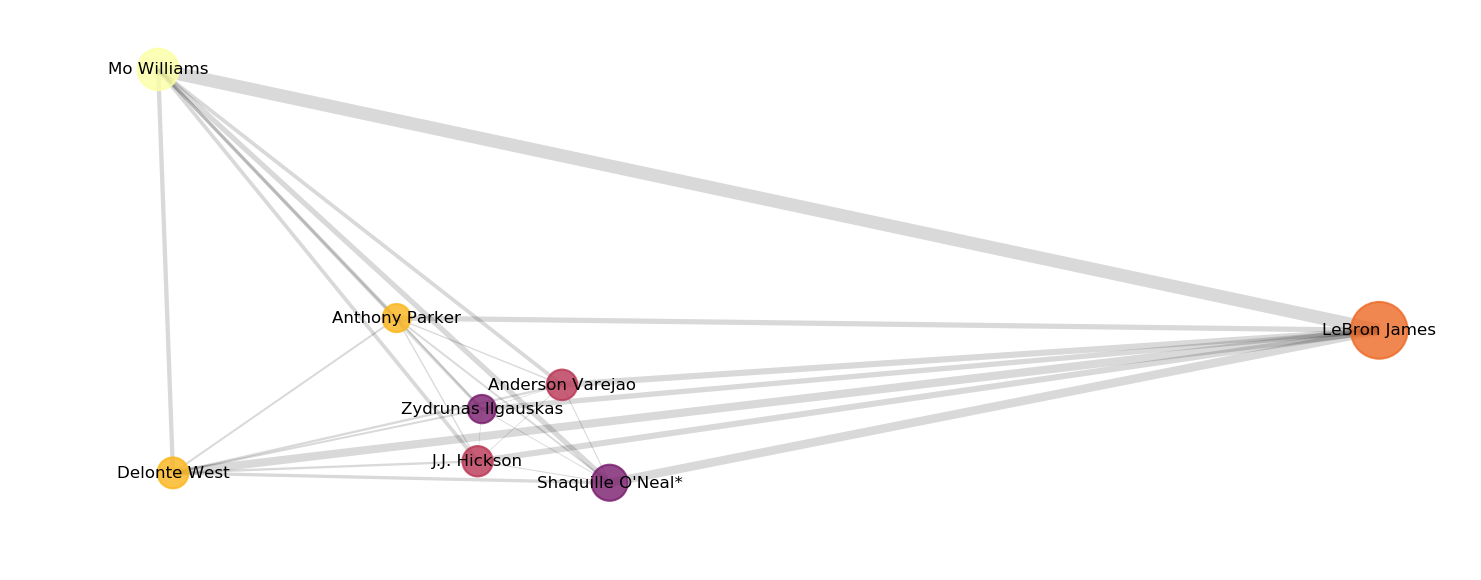 Mo Williams
Anthony Parker
LeBron James
Anderson Varejao
Zydrunas Ilgauskas
J.J. Hickson
Delonte West
Shaquille O'Neal*